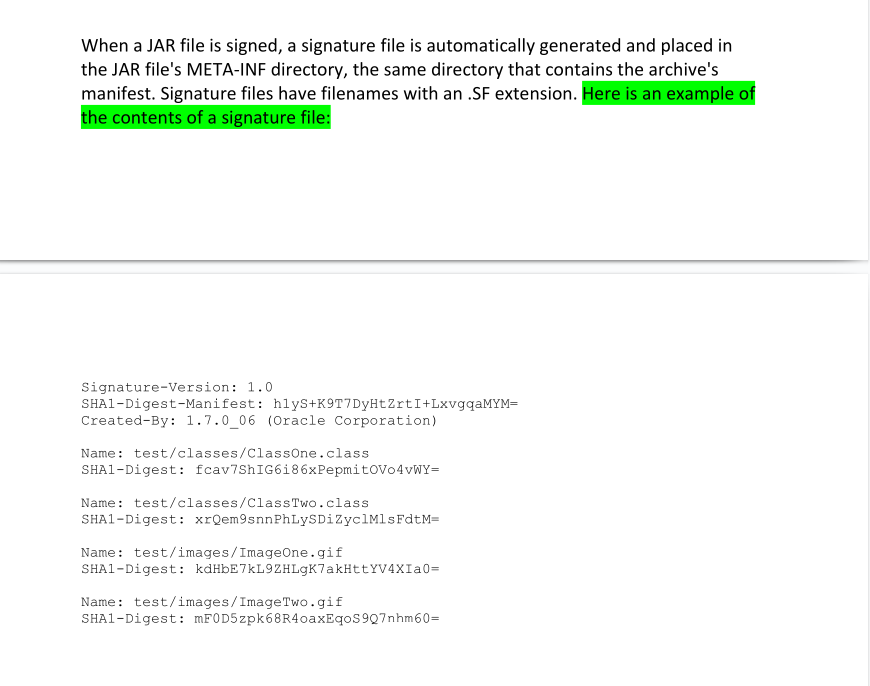 When a JAR file is signed, a signature file is automatically generated and placed in
the JAR file's META-INF directory, the same directory that contains the archive's
manifest. Signature files have filenames with an .SF extension. Here is an example of
the contents of a signature file:
Signature-Version: 1.0
SHA1-Digest-Manifest: h1yS+K9T7DyHtZrtI+LxvgqaMYM=
Created-By: 1.7.0_06 (Oracle Corporation)
Name: test/classes/ClassOne.class
SHA1-Digest: fcav7ShIG6i86xPepmitOVo4vWY=
Name: test/classes/ClassTwo.class
SHA1-Digest: xrQem9snnPhLySDiZyclMlsFdtM=
Name: test/images/ImageOne.gif
SHA1-Digest: kdHbE7kL9ZHLgK7akHttYV4XIa0=
Name: test/images/ImageTwo.gif
SHA1-Digest: mF0D5zpk68R4oaxEqoS9Q7nhm60=